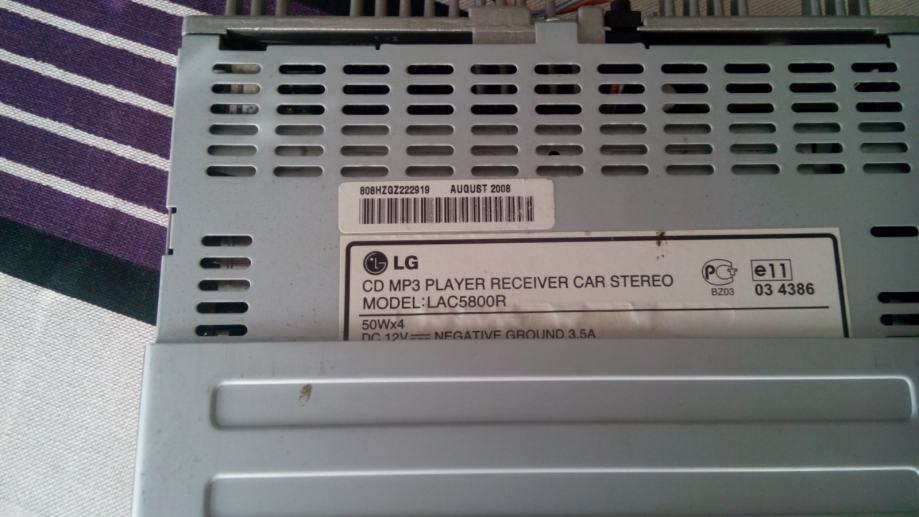 808HZGZ222919 AUGUST 2008
LG
CD MP3 PLAYER RECEIVER CAR STEREO
MODEL:LAC5800R
50Wx4
DC 12V NEGATIVE GROUND 3.5A
PG
BZ03
e11
03 4386